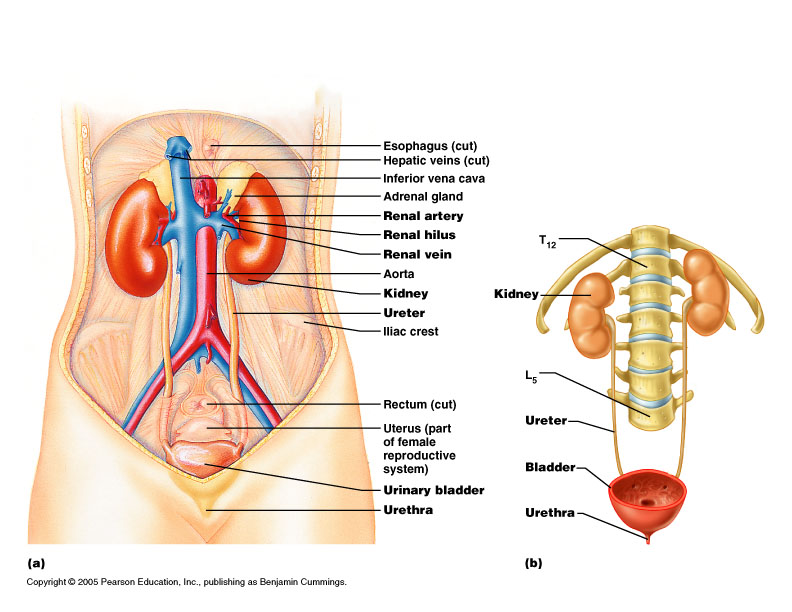 Esophagus (cut)
Hepatic veins (cut)
Inferior vena cava
Adrenal gland
Renal artery
Renal hilus
Renal vein
Aorta
Kidney
Ureter
Iliac crest
Rectum (cut)
Uterus (part
of female
reproductive
system)
Urinary bladder
Urethra
(a)
T12
Kidney
L5
Ureter
Bladder
Urethra
(b)
Copyright © 2005 Pearson Education, Inc., publishing as Benjamin Cummings.